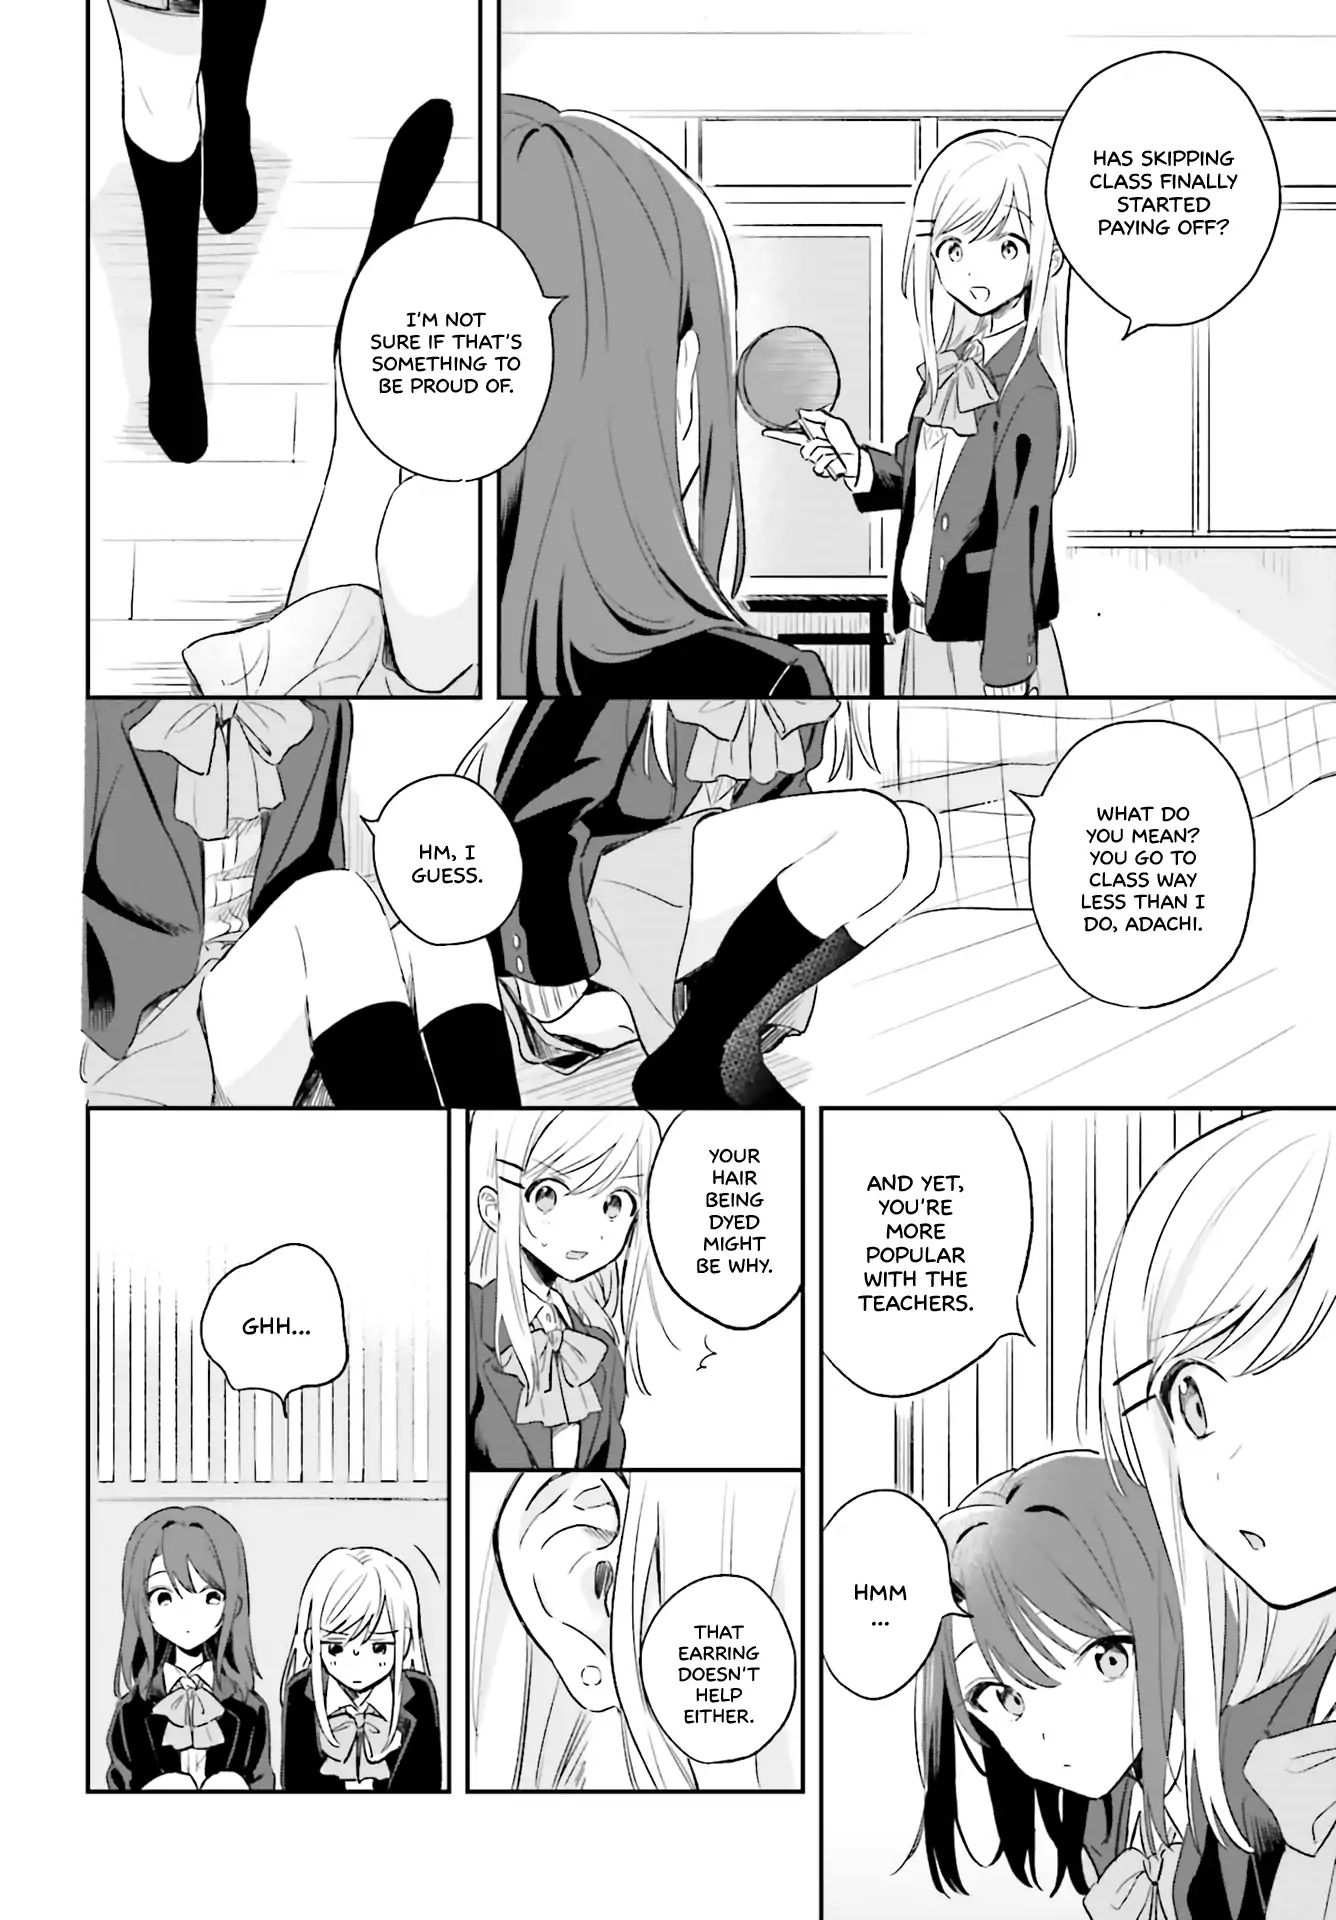 HAS SKIPPING
CLASS FINALLY
STARTED
PAYING OFF?
I'M NOT
SURE IF THAT'S
SOMETHING TO
BE PROUD OF.
WHAT DO
YOU MEAN?
YOU GO TO
CLASS WAY
LESS THAN I
DO, ADACHI.
HM, I
GUESS.
AND YET,
YOU'RE
MORE
POPULAR
WITH THE
TEACHERS.
HMM
...
YOUR
HAIR
BEING
DYED
MIGHT
BE WHY.
THAT
EARRING
DOESN'T
HELP
EITHER.
GHH...